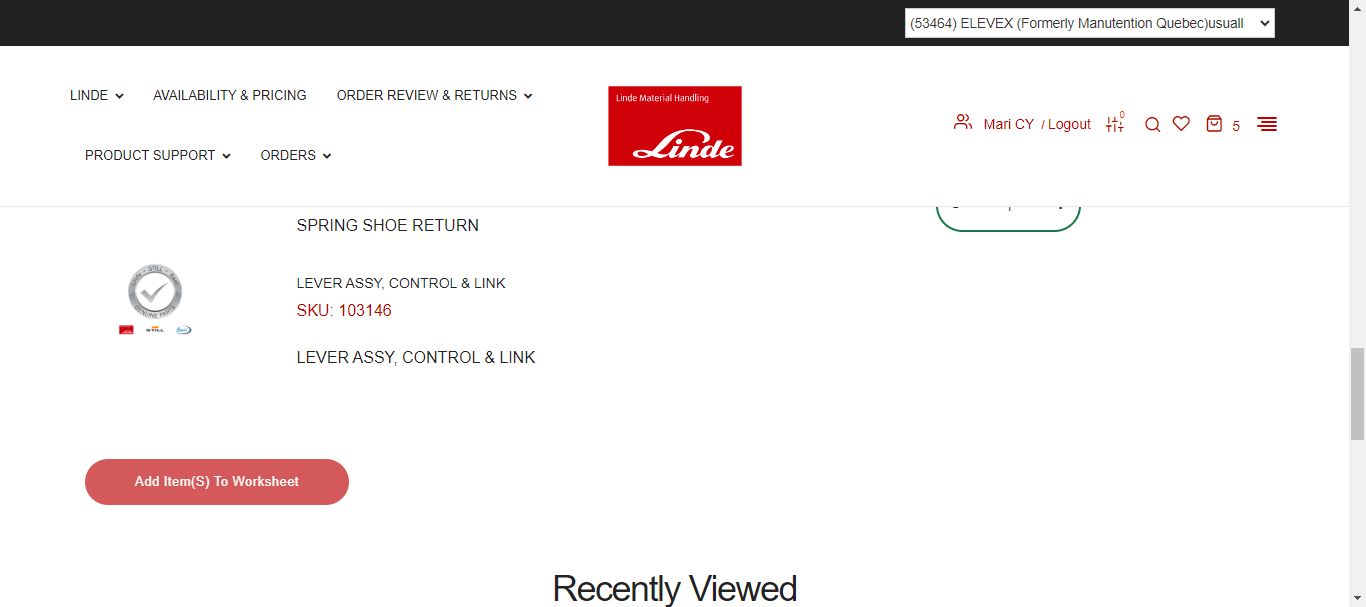 (53464) ELEVEX (Formerly Manutention Quebec)usuall
LINDE
AVAILABILITY & PRICING
ORDER REVIEW & RETURNS
Linde Material Handling
Linde
Mari CY / Logout
0
5
PRODUCT SUPPORT
ORDERS
SPRING SHOE RETURN
LEVER ASSY, CONTROL & LINK
SKU: 103146
LEVER ASSY, CONTROL & LINK
Add Item(S) To Worksheet
Recently Viewed